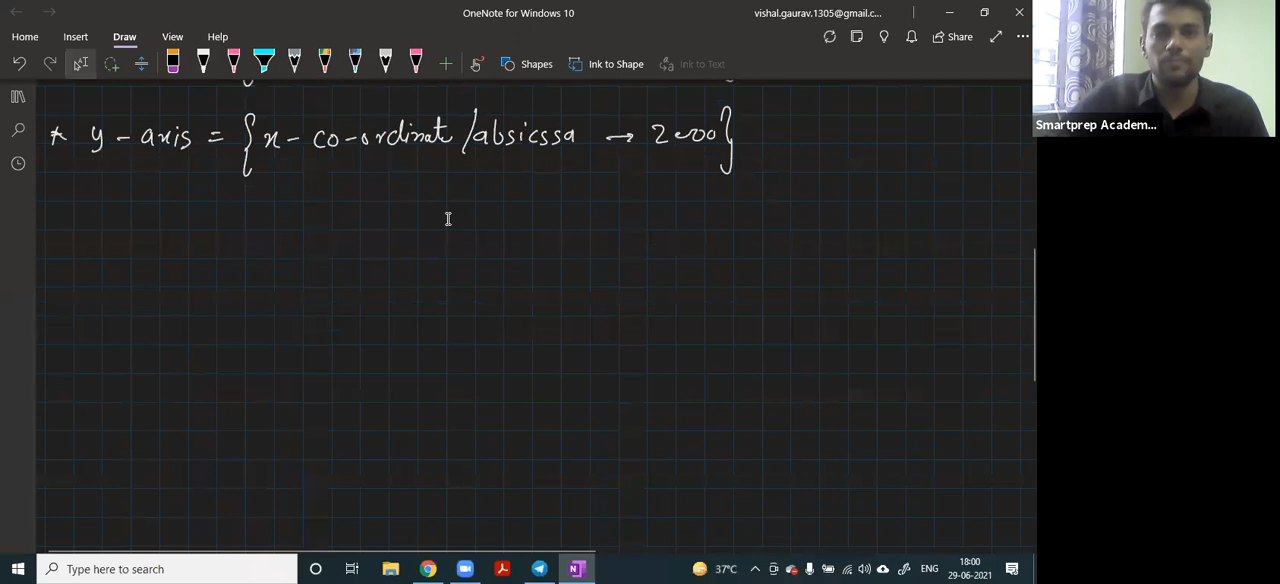 OneNote for Windows 10
vishal.gaurav.1305@gmail.c...
Home Insert Draw View Help
Share
Shapes Ink to Shape Ink to Text
* y - axis = {x - co-ordinat /absicssa → Zero}
Smartprep Academ...
Type here to search
37°C ENG 18:00
29-06-2021